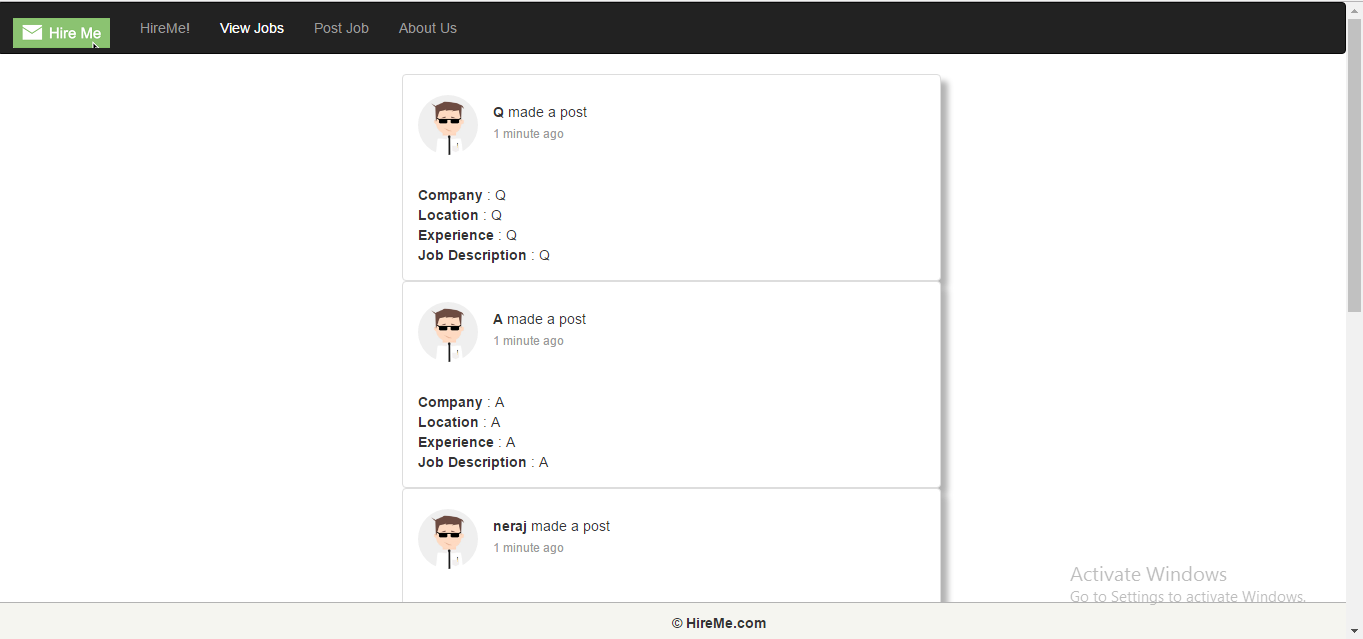 Hire Me HireMe! View Jobs Post Job About Us
Q made a post
1 minute ago
Company : Q
Location : Q
Experience : Q
Job Description : Q
A made a post
1 minute ago
Company : A
Location : A
Experience : A
Job Description : A
neraj made a post
1 minute ago
Activate Windows
Go to Settings to activate Windows.
© HireMe.com